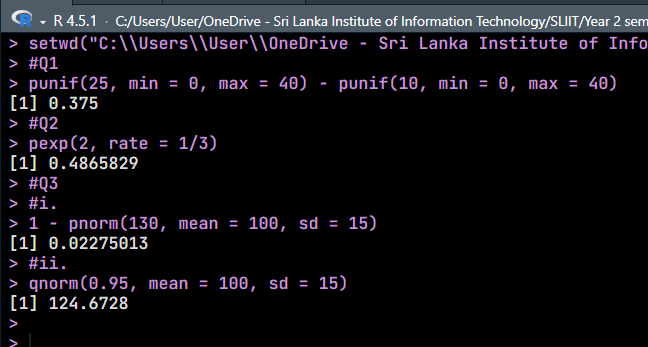 R 4.5.1 · C:/Users/User/OneDrive - Sri Lanka Institute of Information Technology/SLIIT/Year 2 sem
> setwd("C:\\Users\\User\\OneDrive - Sri Lanka Institute of Info
> #Q1
> punif(25, min = 0, max = 40) - punif(10, min = 0, max = 40)
[1] 0.375
> #Q2
> pexp(2, rate = 1/3)
[1] 0.4865829
> #Q3
> #i.
> 1 - pnorm(130, mean = 100, sd = 15)
[1] 0.02275013
> #ii.
> qnorm(0.95, mean = 100, sd = 15)
[1] 124.6728
>
>